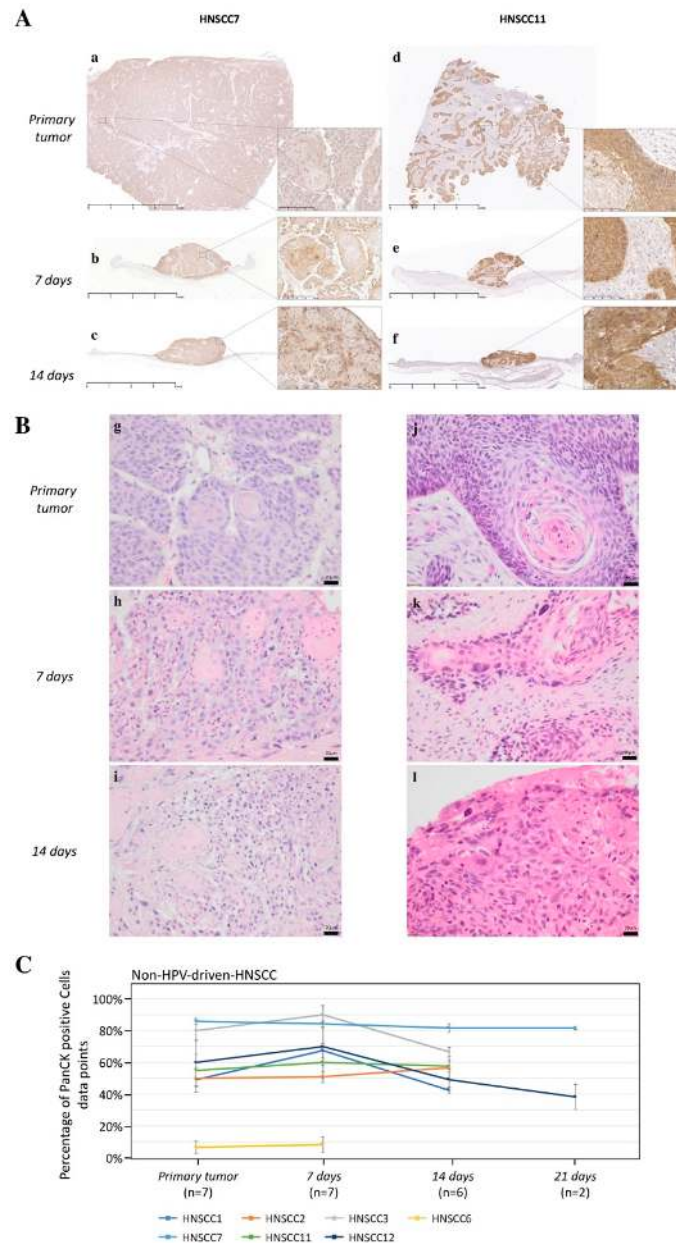 A
HNSCC7
HNSCC11
a
d
Primary
tumor
b
e
7 days
c
f
14 days
B
g
j
Primary
tumor
h
k
7 days
i
l
14 days
C
Non-HPV-driven-HNSCC
Percentage of PanCK positive Cells
data points
100%
80%
60%
40%
20%
0%
Primary tumor
7 days
14 days
21 days
(n=7)
(n=7)
(n=6)
(n=2)
HNSCC1
HNSCC2
HNSCC3
HNSCC6
HNSCC7
HNSCC11
HNSCC12